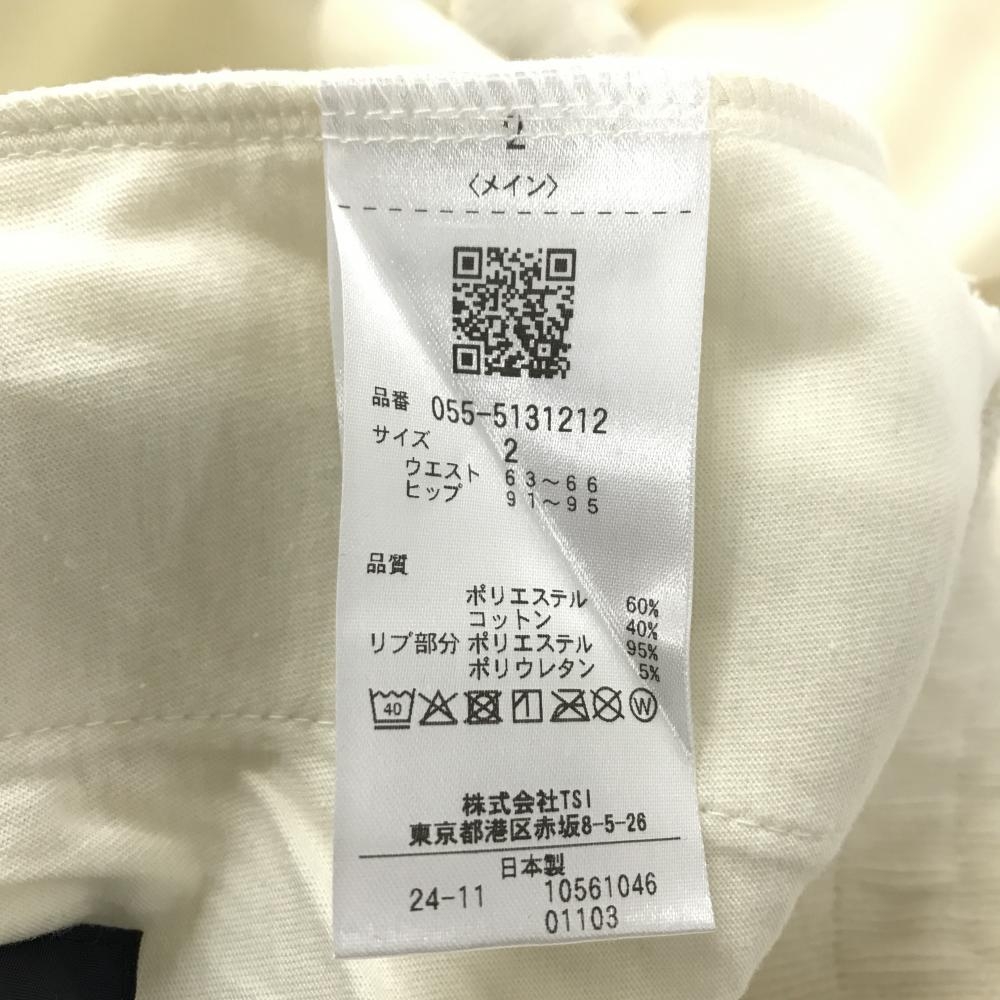 2
〈メイン〉
品番 055-5131212
サイズ 2
ウエスト 63～66
ヒップ 91～95
品質
ポリエステル 60%
コットン 40%
リブ部分 ポリエステル 95%
ポリウレタン 5%
40 W
株式会社TSI
東京都港区赤坂8-5-26
日本製
24-11 10561046
01103